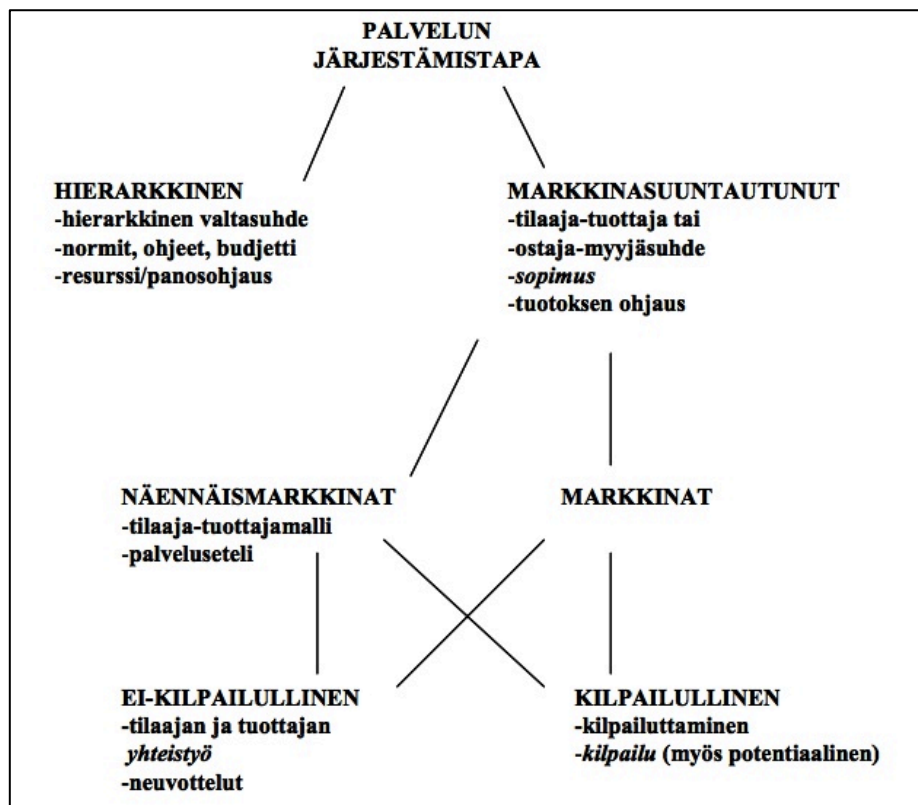 PALVELUN
JÄRJESTÄMISTAPA
HIERARKKINEN
-hierarkkinen valtasuhde
-normit, ohjeet, budjetti
-resurssi/panosohjaus
MARKKINASUUNTAUTUNUT
-tilaaja-tuottaja tai
-ostaja-myyjäsuhde
-sopimus
-tuotoksen ohjaus
NÄENNÄISMARKKINAT
-tilaaja-tuottajamalli
-palveluseteli
MARKKINAT
EI-KILPAILULLINEN
-tilaajan ja tuottajan
yhteistyö
-neuvottelut
KILPAILULLINEN
-kilpailuttaminen
-kilpailu (myös potentiaalinen)